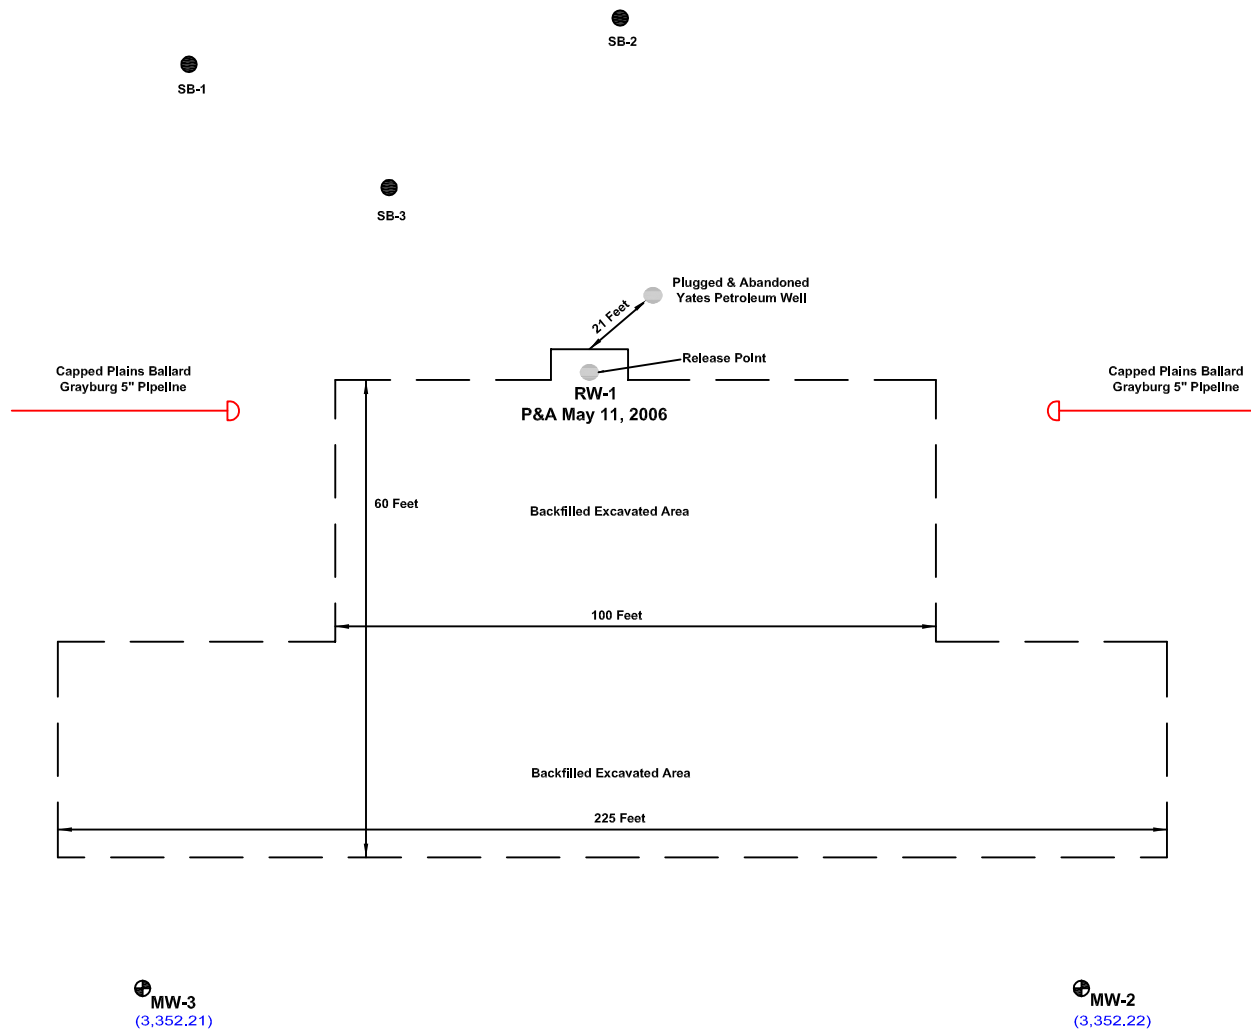 SB-2
SB-1
SB-3
Plugged & Abandoned
Yates Petroleum Well
21 Feet
Release Point
Capped Plains Ballard
Grayburg 5" Pipeline
Capped Plains Ballard
Grayburg 5" Pipeline
RW-1
P&A May 11, 2006
60 Feet
Backfilled Excavated Area
100 Feet
Backfilled Excavated Area
225 Feet
MW-3
(3,352.21)
MW-2
(3,352.22)